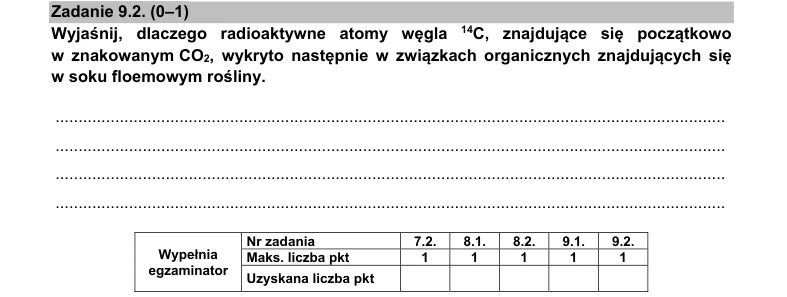 Zadanie 9.2. (0–1)
Wyjaśnij, dlaczego radioaktywne atomy węgla ¹⁴C, znajdujące się początkowo
w znakowanym CO₂, wykryto następnie w związkach organicznych znajdujących się
w soku floemowym rośliny.
................................................................................
................................................................................
................................................................................
................................................................................
Wypełnia egzaminator
Nr zadania 7.2. 8.1. 8.2. 9.1. 9.2.
Maks. liczba pkt 1 1 1 1 1
Uzyskana liczba pkt